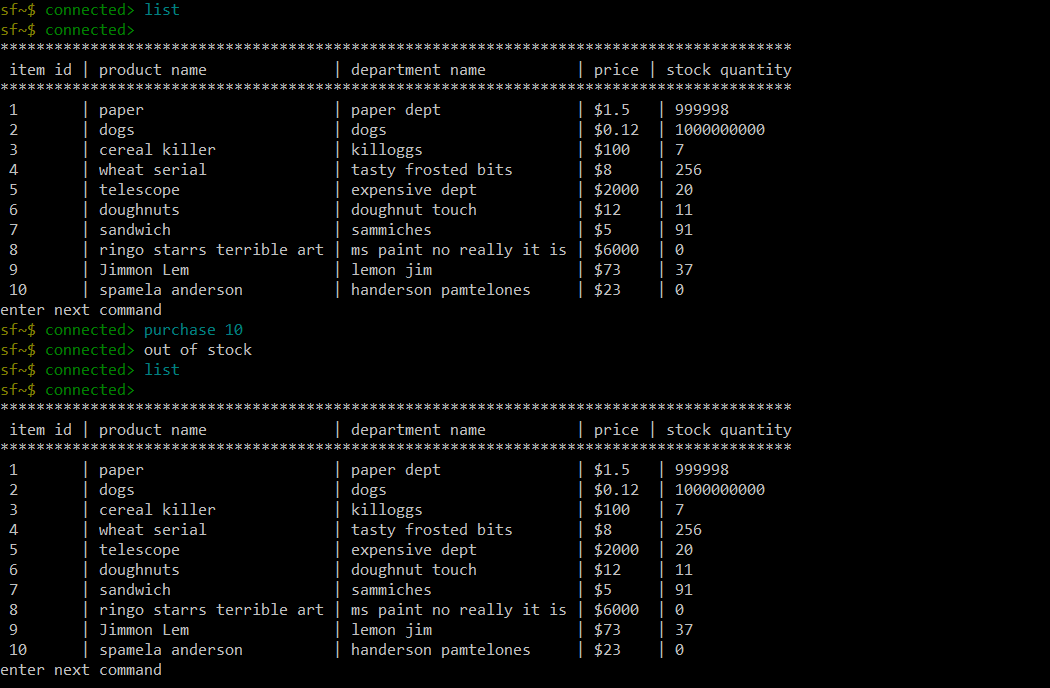 sf~$ connected> list
sf~$ connected>
****************************************************************************************
 item id | product name              | department name          | price | stock quantity
****************************************************************************************
 1       | paper                     | paper dept               | $1.5   | 999998
 2       | dogs                      | dogs                     | $0.12  | 1000000000
 3       | cereal killer             | killoggs                 | $100   | 7
 4       | wheat serial              | tasty frosted bits       | $8     | 256
 5       | telescope                 | expensive dept           | $2000  | 20
 6       | doughnuts                 | doughnut touch           | $12    | 11
 7       | sandwich                  | sammiches                | $5     | 91
 8       | ringo starrs terrible art | ms paint no really it is | $6000  | 0
 9       | Jimmon Lem                | lemon jim                | $73    | 37
 10      | spamela anderson          | handerson pamtelones     | $23    | 0
enter next command
sf~$ connected> purchase 10
sf~$ connected> out of stock
sf~$ connected> list
sf~$ connected>
****************************************************************************************
 item id | product name              | department name          | price | stock quantity
****************************************************************************************
 1       | paper                     | paper dept               | $1.5   | 999998
 2       | dogs                      | dogs                     | $0.12  | 1000000000
 3       | cereal killer             | killoggs                 | $100   | 7
 4       | wheat serial              | tasty frosted bits       | $8     | 256
 5       | telescope                 | expensive dept           | $2000  | 20
 6       | doughnuts                 | doughnut touch           | $12    | 11
 7       | sandwich                  | sammiches                | $5     | 91
 8       | ringo starrs terrible art | ms paint no really it is | $6000  | 0
 9       | Jimmon Lem                | lemon jim                | $73    | 37
 10      | spamela anderson          | handerson pamtelones     | $23    | 0
enter next command